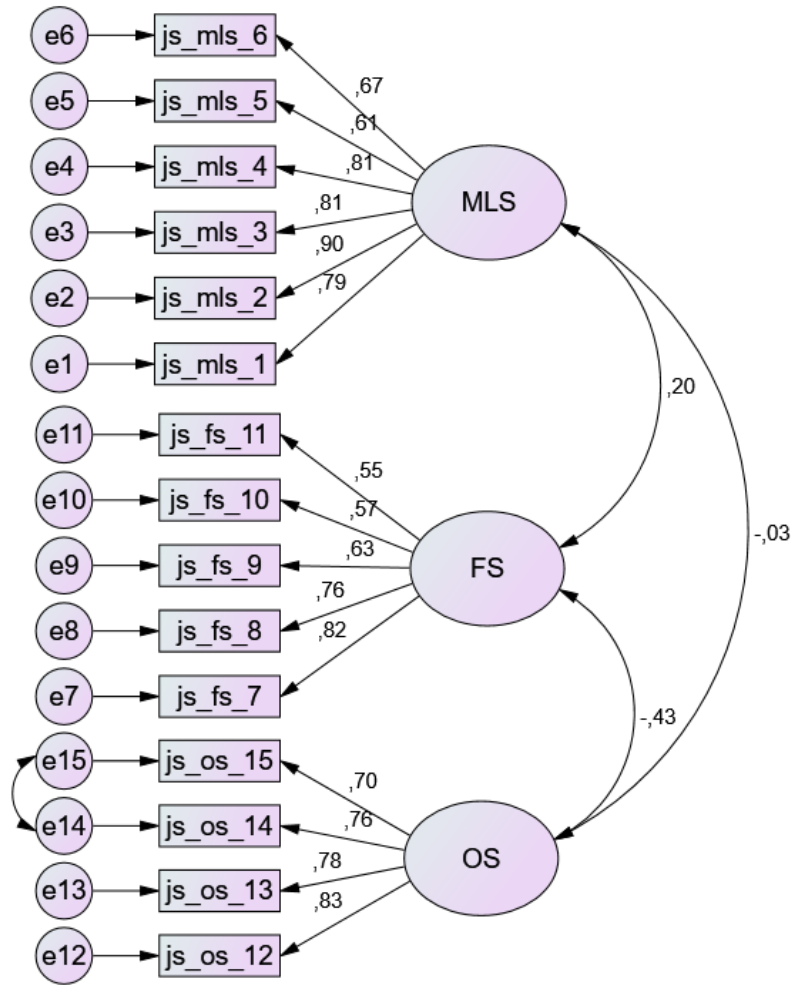 e6 js_mls_6
,67
e5 js_mls_5
,61
e4 js_mls_4
,81
MLS
e3 js_mls_3
,81
e2 js_mls_2
,90
e1 js_mls_1
,79
,20
e11 js_fs_11
,55
e10 js_fs_10
,57
e9 js_fs_9
,63
FS
e8 js_fs_8
,76
e7 js_fs_7
,82
-,03
-,43
e15 js_os_15
,70
e14 js_os_14
,76
OS
e13 js_os_13
,78
e12 js_os_12
,83